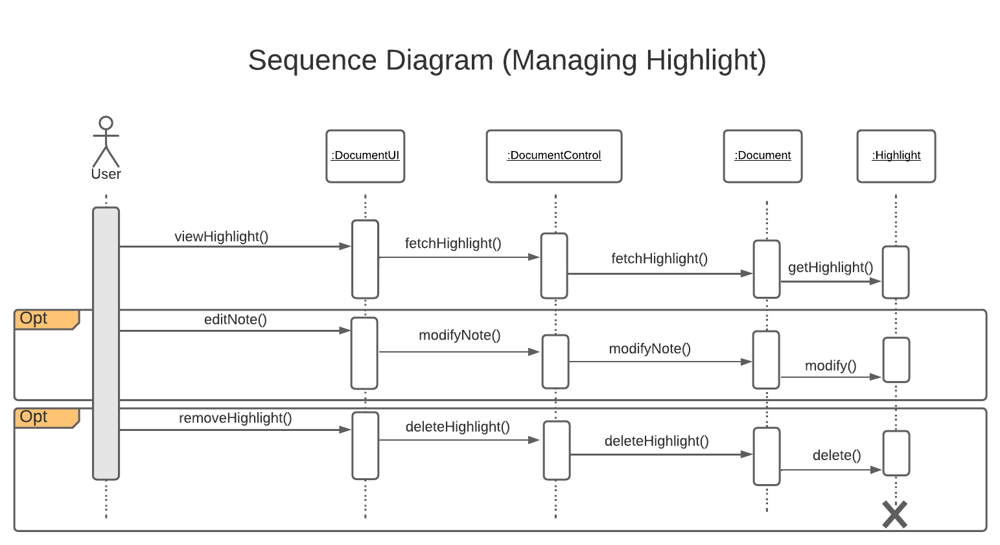 Sequence Diagram (Managing Highlight)
User
:DocumentUI
:DocumentControl
:Document
:Highlight
viewHighlight()
fetchHighlight()
fetchHighlight()
getHighlight()
Opt
editNote()
modifyNote()
modifyNote()
modify()
Opt
removeHighlight()
deleteHighlight()
deleteHighlight()
delete()